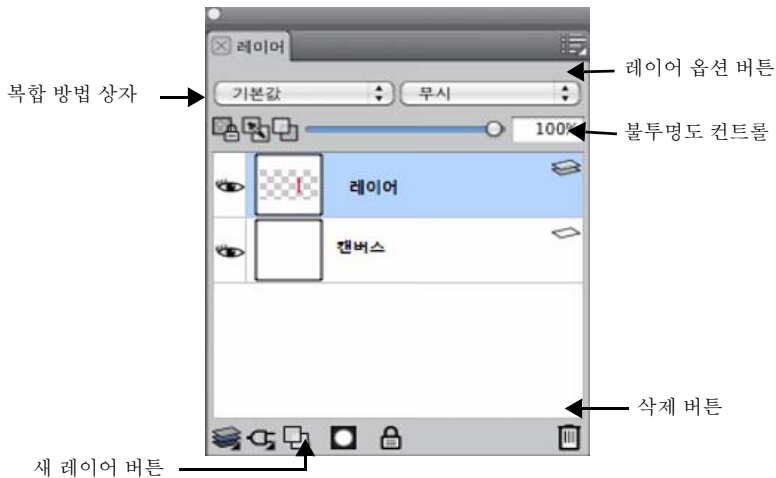 레이어
레이어 옵션 버튼
복합 방법 상자
기본값
무시
100%
불투명도 컨트롤
레이어
캔버스
삭제 버튼
새 레이어 버튼